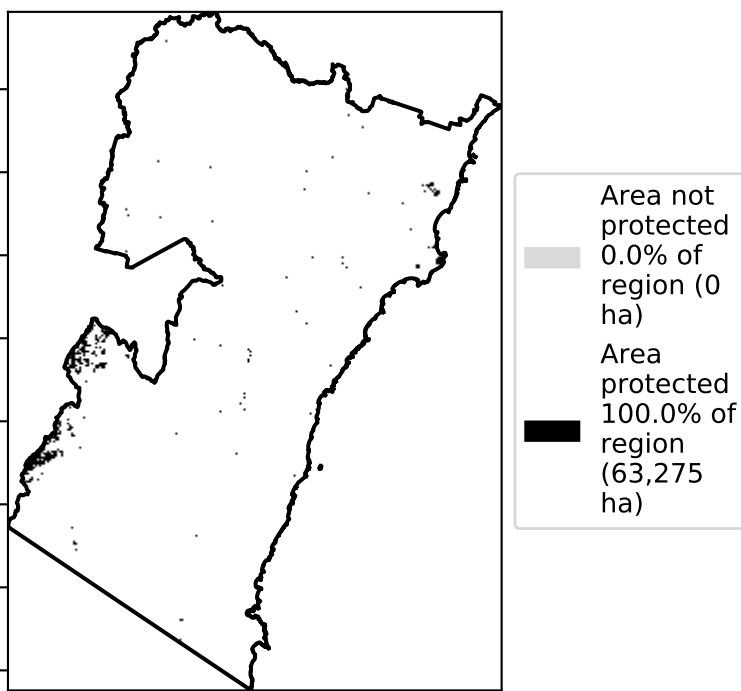 Area not
protected
0.0% of
region (0
ha)
Area
protected
100.0% of
region
(63,275
ha)